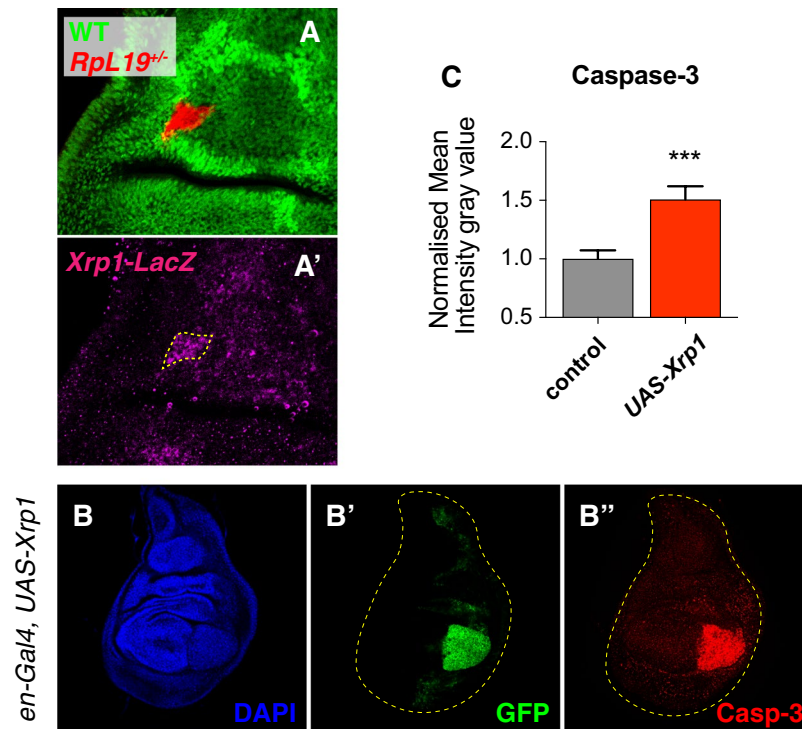 WT
RpL19+/-
A
Xrp1-LacZ
A'
C
Caspase-3
Normalised Mean
Intensity gray value
2.0
1.5
1.0
0.5
***
control
UAS-Xrp1
en-Gal4, UAS-Xrp1
B
DAPI
B'
GFP
B"
Casp-3